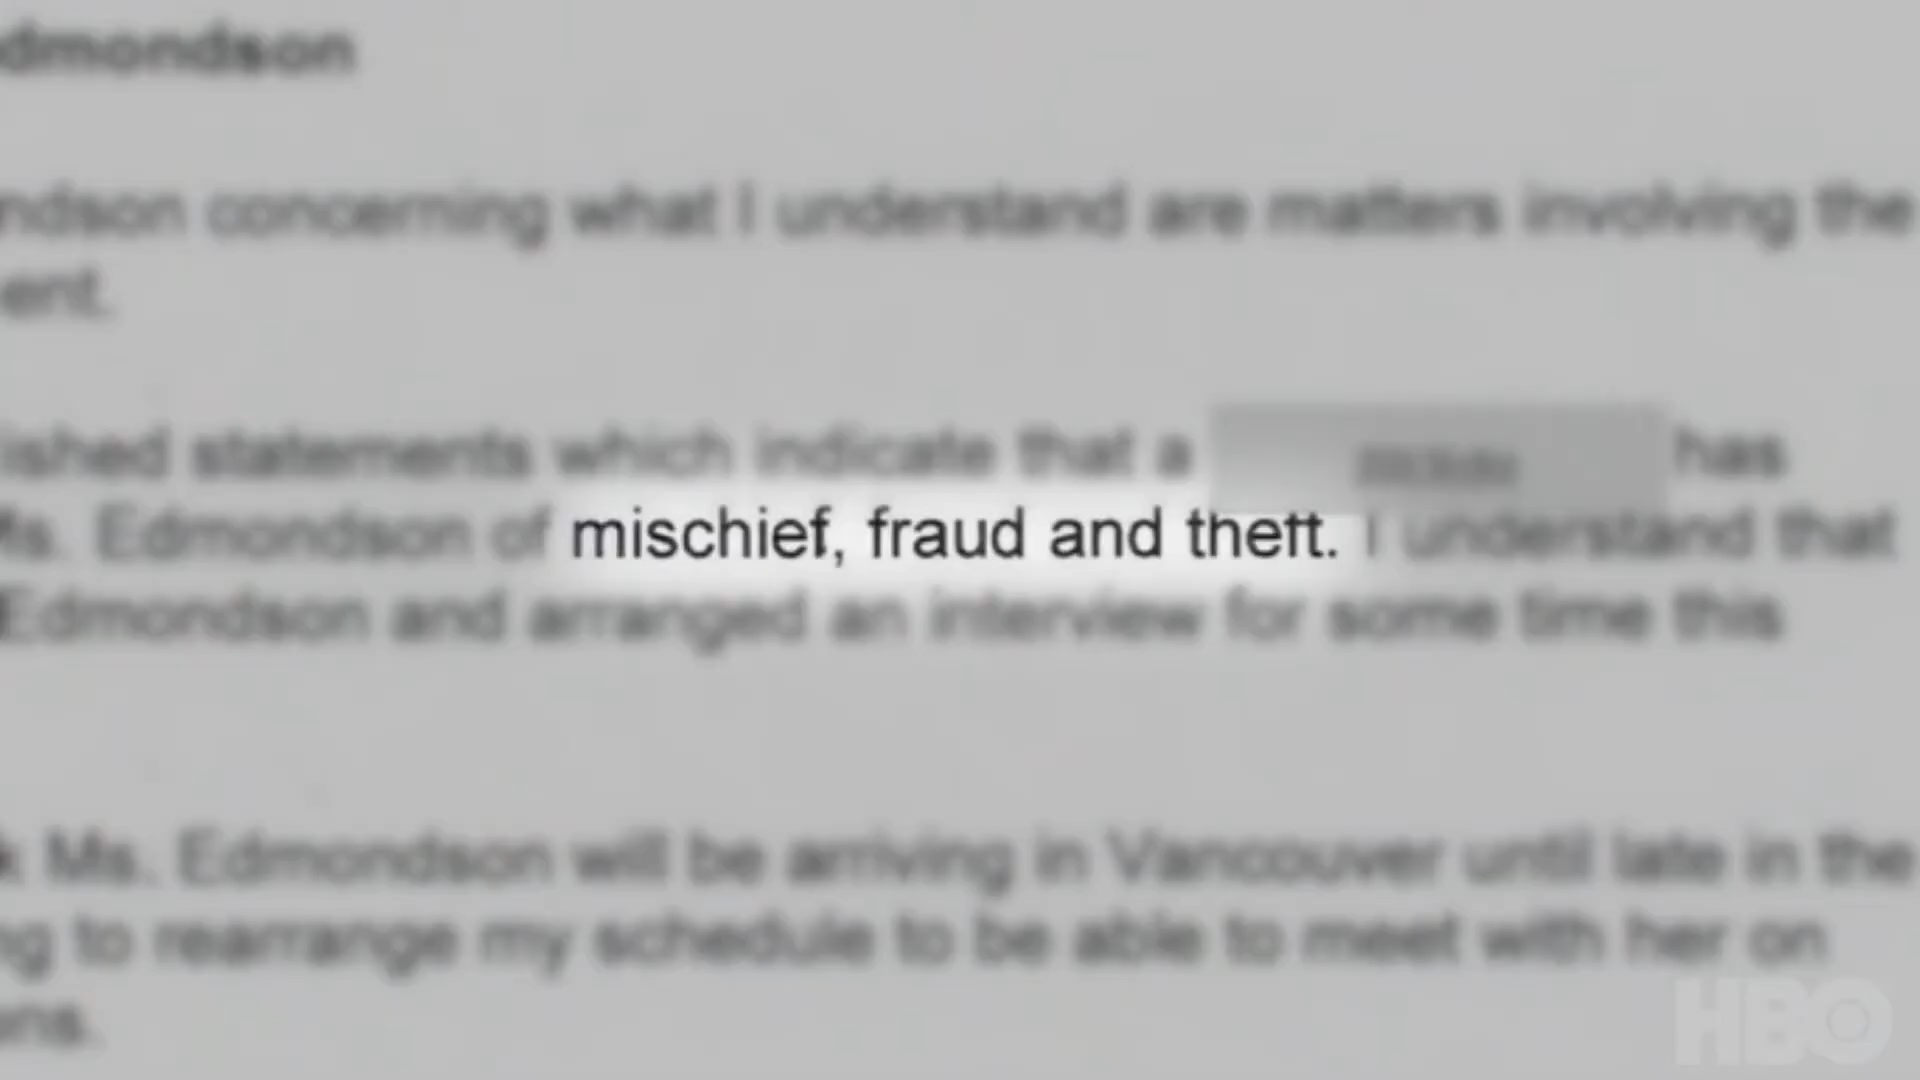 dmondson
ndson concerning what I understand are matters involving the
ent.
ished statements which indicate that a has
Ms. Edmondson of mischief, fraud and theft. I understand that
Edmondson and arranged an interview for some time this
k Ms. Edmondson will be arriving in Vancouver until late in the
ng to rearrange my schedule to be able to meet with her on
ons.
HBO